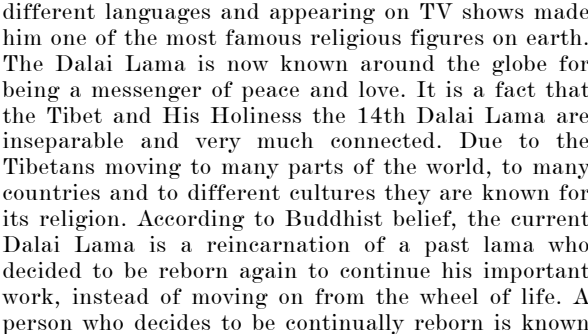 different languages and appearing on TV shows made
him one of the most famous religious figures on earth.
The Dalai Lama is now known around the globe for
being a messenger of peace and love. It is a fact that
the Tibet and His Holiness the 14th Dalai Lama are
inseparable and very much connected. Due to the
Tibetans moving to many parts of the world, to many
countries and to different cultures they are known for
its religion. According to Buddhist belief, the current
Dalai Lama is a reincarnation of a past lama who
decided to be reborn again to continue his important
work, instead of moving on from the wheel of life. A
person who decides to be continually reborn is known